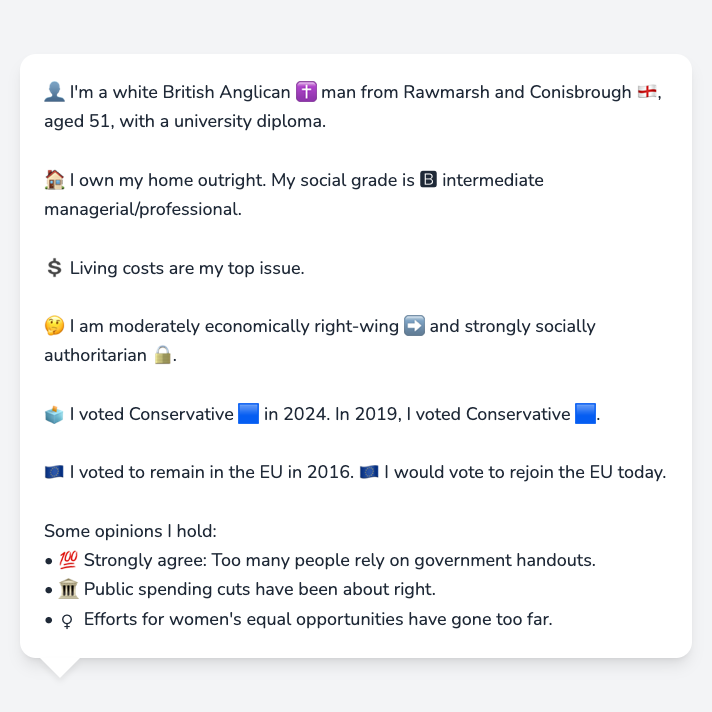 👤 I'm a white British Anglican ✝️ man from Rawmarsh and Conisbrough 🏴󠁧󠁢󠁥󠁮󠁧󠁿,
aged 51, with a university diploma.
🏠 I own my home outright. My social grade is 🅱 intermediate
managerial/professional.
💲 Living costs are my top issue.
🤔 I am moderately economically right-wing ➡️ and strongly socially
authoritarian 🔒.
🗳️ I voted Conservative 🟦 in 2024. In 2019, I voted Conservative 🟦.
🇪🇺 I voted to remain in the EU in 2016. 🇪🇺 I would vote to rejoin the EU today.
Some opinions I hold:
• 💯 Strongly agree: Too many people rely on government handouts.
• 🏛️ Public spending cuts have been about right.
• ♀ Efforts for women's equal opportunities have gone too far.